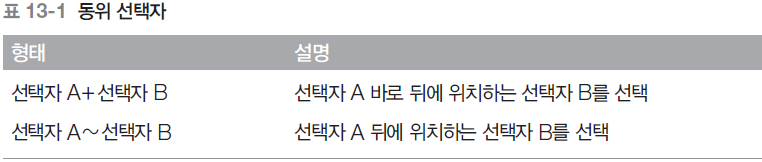 표 13-1 동위 선택자
형태 설명
선택자 A+선택자 B 선택자 A 바로 뒤에 위치하는 선택자 B를 선택
선택자 A~선택자 B 선택자 A 뒤에 위치하는 선택자 B를 선택